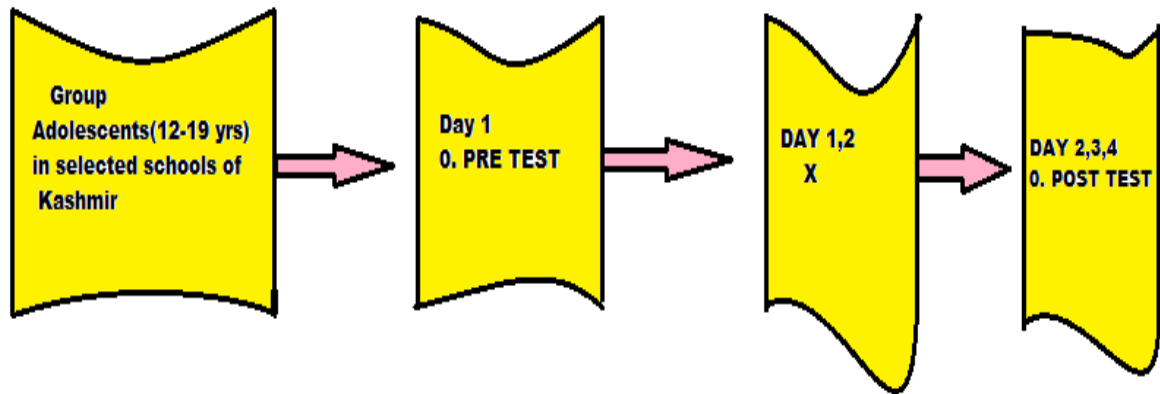 Group
Adolescents(12-19 yrs)
in selected schools of
Kashmir
Day 1
0. PRE TEST
DAY 1,2
X
DAY 2,3,4
0. POST TEST